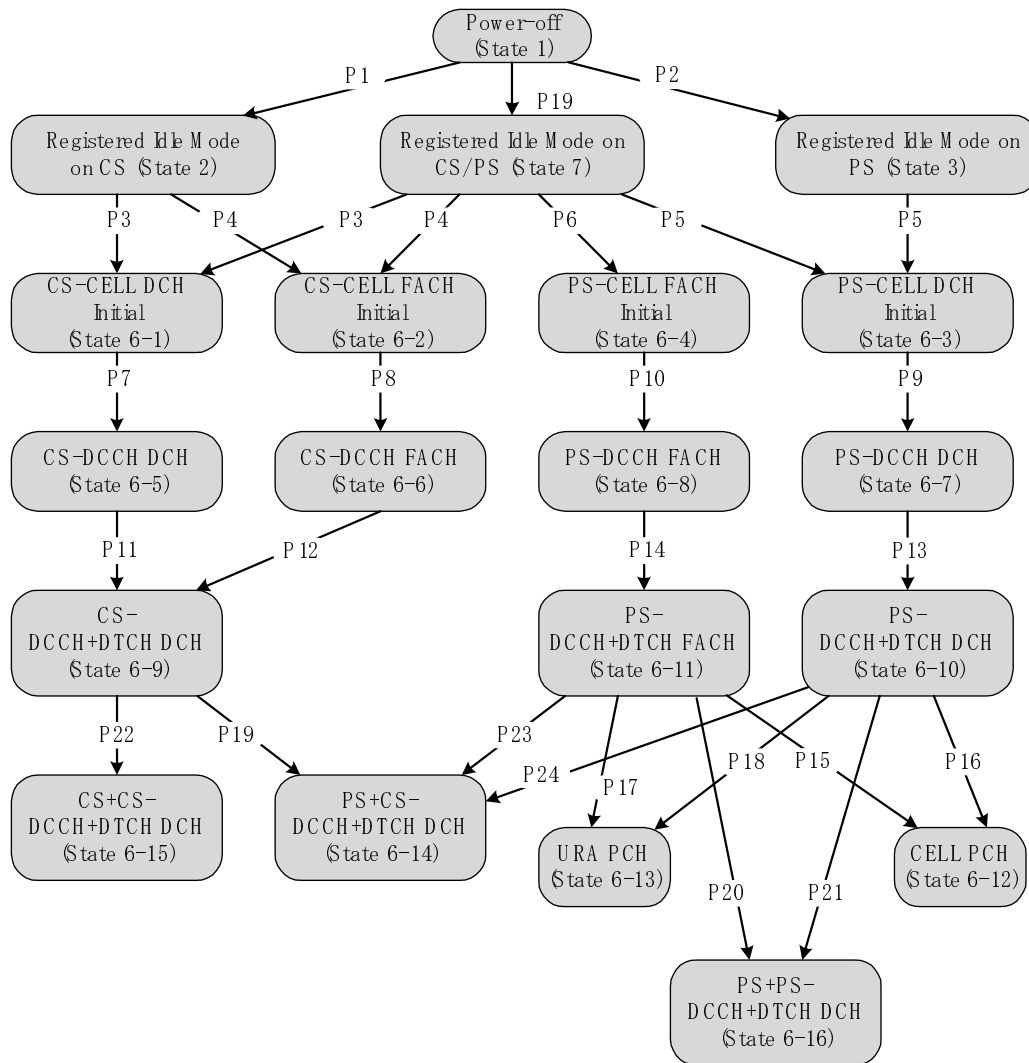 Power-off
(State 1)
P1
P2
P19
Registered Idle Mode
on CS (State 2)
Registered Idle Mode on
CS/PS (State 7)
Registered Idle Mode on
PS (State 3)
P3
P4
P3
P4
P6
P5
P5
CS-CELL DCH
Initial
(State 6-1)
CS-CELL FACH
Initial
(State 6-2)
PS-CELL FACH
Initial
(State 6-4)
PS-CELL DCH
Initial
(State 6-3)
P7
P8
P10
P9
CS-DCCH DCH
(State 6-5)
CS-DCCH FACH
(State 6-6)
PS-DCCH FACH
(State 6-8)
PS-DCCH DCH
(State 6-7)
P11
P12
P14
P13
CS-
DCCH+DTCH DCH
(State 6-9)
PS-
DCCH+DTCH FACH
(State 6-11)
PS-
DCCH+DTCH DCH
(State 6-10)
P22
P19
P23
P24
P17
P18
P15
P16
CS+CS-
DCCH+DTCH DCH
(State 6-15)
PS+CS-
DCCH+DTCH DCH
(State 6-14)
URA PCH
(State 6-13)
CELL PCH
(State 6-12)
P20
P21
PS+PS-
DCCH+DTCH DCH
(State 6-16)